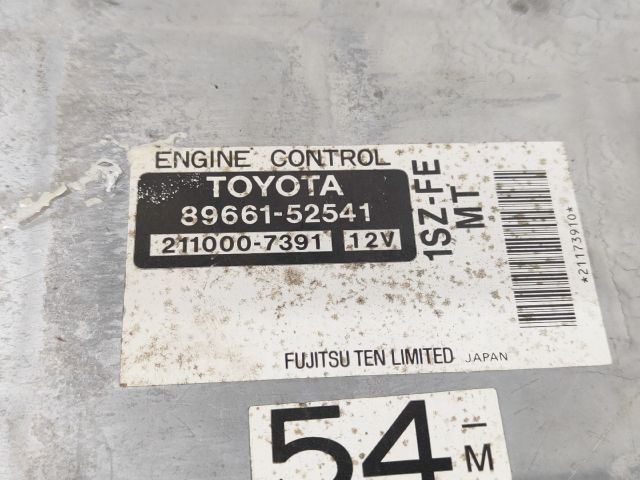 ENGINE CONTROL
TOYOTA
89661-52541
211000-7391 12V
1SZ-FE
MT
*21173910*
FUJITSU TEN LIMITED JAPAN
54
I
M